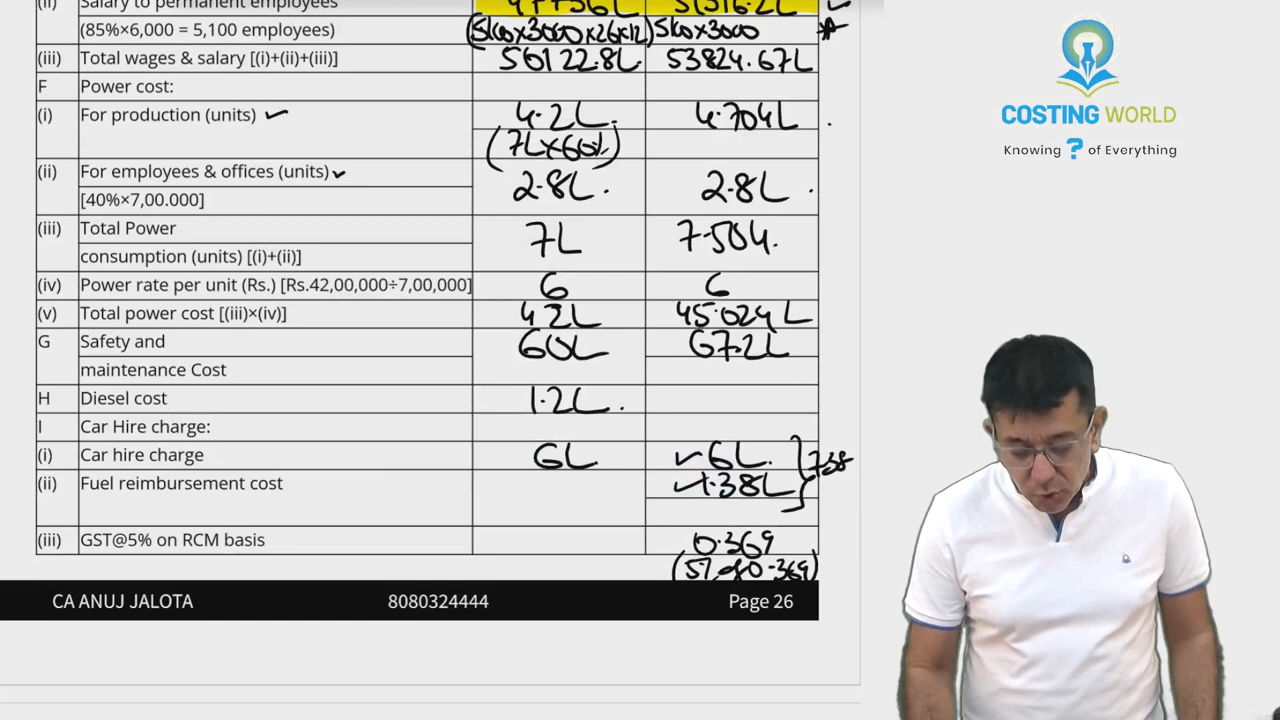 (ii) Salary to permanent employees 47736L 51316.2L
(85%×6,000 = 5,100 employees) (5100×3000×26×12) 5100×3000
(iii) Total wages & salary [(i)+(ii)+(iii)] 50122.8L 53824.67L
F Power cost:
(i) For production (units) 4.2L 4.704L
(7L×60%)
(ii) For employees & offices (units) 2.8L 2.8L
[40%×7,00.000]
(iii) Total Power 7L 7.504
consumption (units) [(i)+(ii)]
(iv) Power rate per unit (Rs.) [Rs.42,00,000÷7,00,000] 6 6
(v) Total power cost [(iii)×(iv)] 42L 45.024L
G Safety and 60L 67.2L
maintenance Cost
H Diesel cost 1.2L
I Car Hire charge:
(i) Car hire charge 6L 6L 7.38
(ii) Fuel reimbursement cost 1.38L
(iii) GST@5% on RCM basis 0.369
CA ANUJ JALOTA 8080324444 Page 26
COSTING WORLD
Knowing ? of Everything